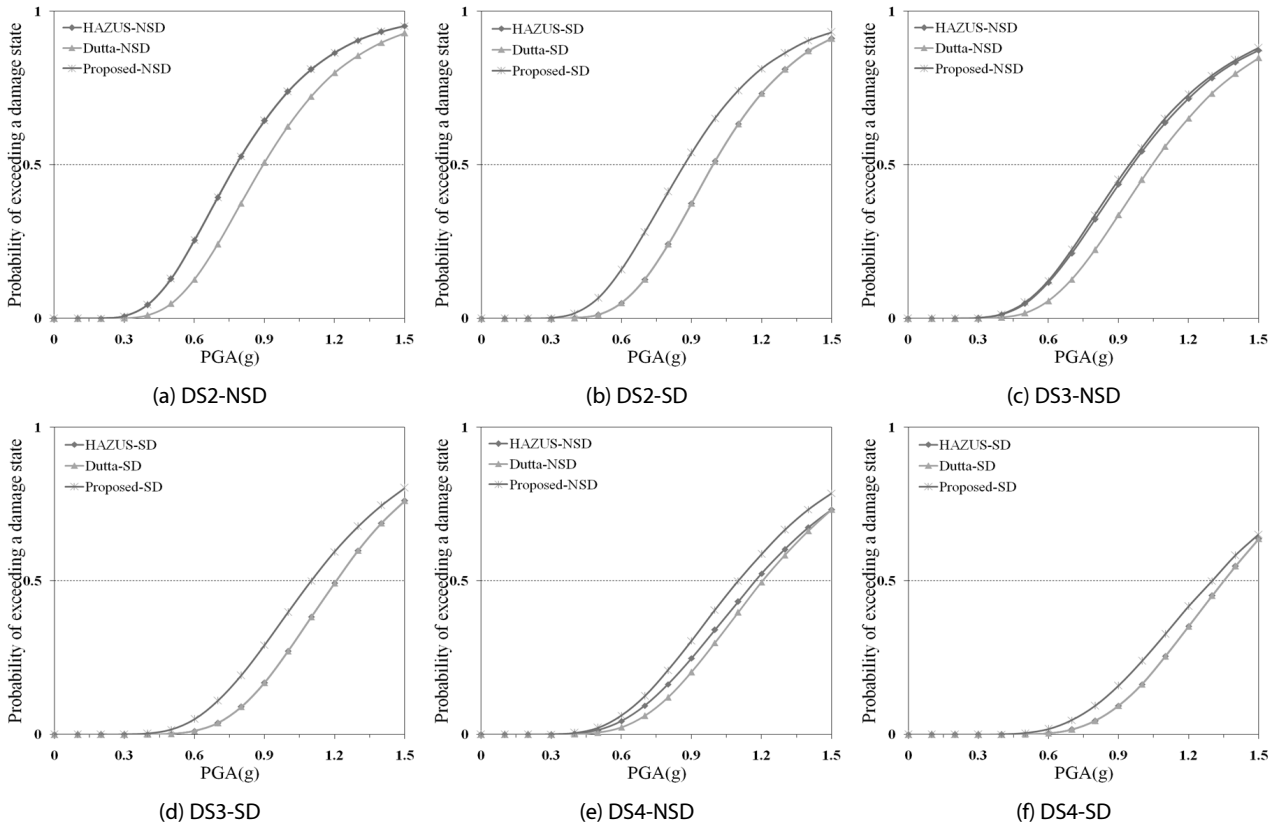 Probability of exceeding a damage state
1
0.5
0
HAZUS-NSD
Dutta-NSD
Proposed-NSD
0 0.3 0.6 0.9 1.2 1.5
PGA(g)
(a) DS2-NSD
Probability of exceeding a damage state
1
0.5
0
HAZUS-SD
Dutta-SD
Proposed-SD
0 0.3 0.6 0.9 1.2 1.5
PGA(g)
(b) DS2-SD
Probability of exceeding a damage state
1
0.5
0
HAZUS-NSD
Dutta-NSD
Proposed-NSD
0 0.3 0.6 0.9 1.2 1.5
PGA(g)
(c) DS3-NSD
Probability of exceeding a damage state
1
0.5
0
HAZUS-SD
Dutta-SD
Proposed-SD
0 0.3 0.6 0.9 1.2 1.5
PGA(g)
(d) DS3-SD
Probability of exceeding a damage state
1
0.5
0
HAZUS-NSD
Dutta-NSD
Proposed-NSD
0 0.3 0.6 0.9 1.2 1.5
PGA(g)
(e) DS4-NSD
Probability of exceeding a damage state
1
0.5
0
HAZUS-SD
Dutta-SD
Proposed-SD
0 0.3 0.6 0.9 1.2 1.5
PGA(g)
(f) DS4-SD